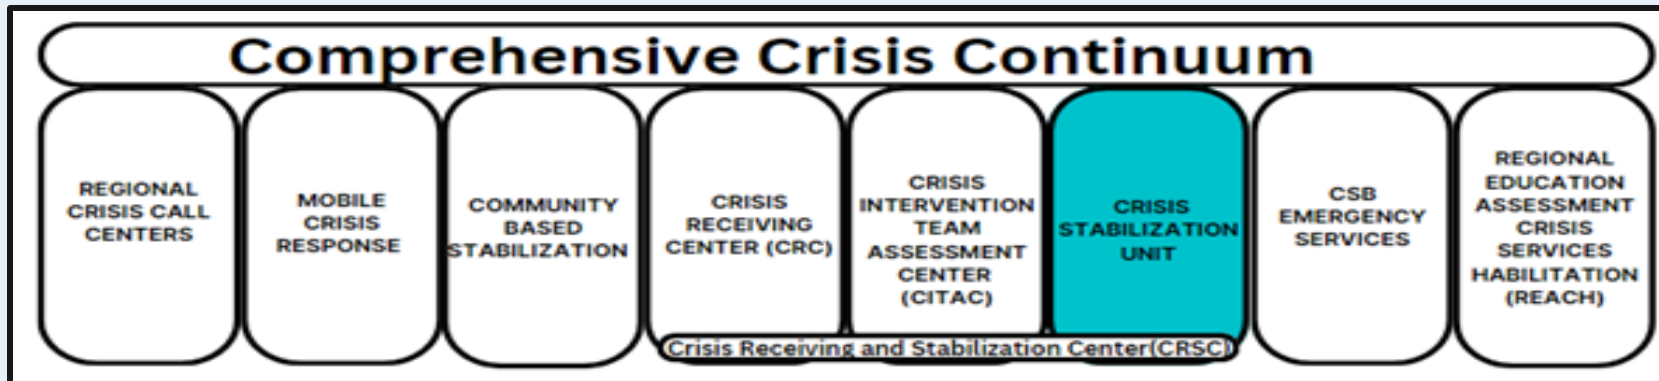 Comprehensive Crisis Continuum
REGIONAL
CRISIS CALL
CENTERS
MOBILE
CRISIS
RESPONSE
COMMUNITY
BASED
STABILIZATION
CRISIS
RECEIVING
CENTER (CRC)
CRISIS
INTERVENTION
TEAM
ASSESSMENT
CENTER
(CITAC)
CRISIS
STABILIZATION
UNIT
CSB
EMERGENCY
SERVICES
REGIONAL
EDUCATION
ASSESSMENT
CRISIS
SERVICES
HABILITATION
(REACH)
Crisis Receiving and Stabilization Center(CRSC)